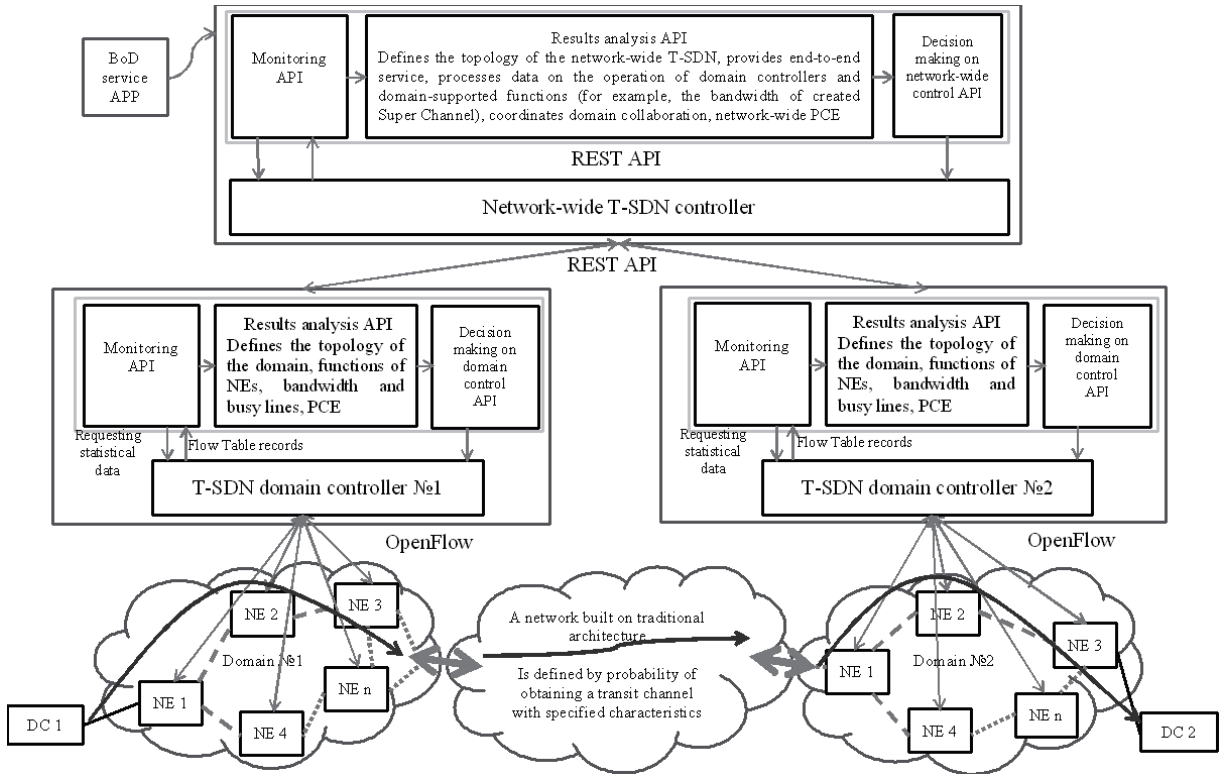 BoD
service
APP
Monitoring
API
Results analysis API
Defines the topology of the network-wide T-SDN, provides end-to-end
service, processes data on the operation of domain controllers and
domain-supported functions (for example, the bandwidth of created
Super Channel), coordinates domain collaboration, network-wide PCE
Decision
making on
network-wide
control API
REST API
Network-wide T-SDN controller
REST API
Monitoring
API
Results analysis API
Defines the topology of
the domain, functions of
NEs, bandwidth and
busy lines, PCE
Decision
making on
domain
control
API
Requesting
statistical
data
Flow Table records
T-SDN domain controller №1
OpenFlow
Monitoring
API
Results analysis API
Defines the topology of
the domain, functions of
NEs, bandwidth and
busy lines, PCE
Decision
making on
domain
control
API
Requesting
statistical
data
Flow Table records
T-SDN domain controller №2
OpenFlow
NE 2
NE 3
Domain №1
NE 1
NE n
NE 4
DC 1
A network built on traditional
architecture
Is defined by probability of
obtaining a transit channel
with specified characteristics
NE 2
NE 3
Domain №2
NE 1
NE n
NE 4
DC 2